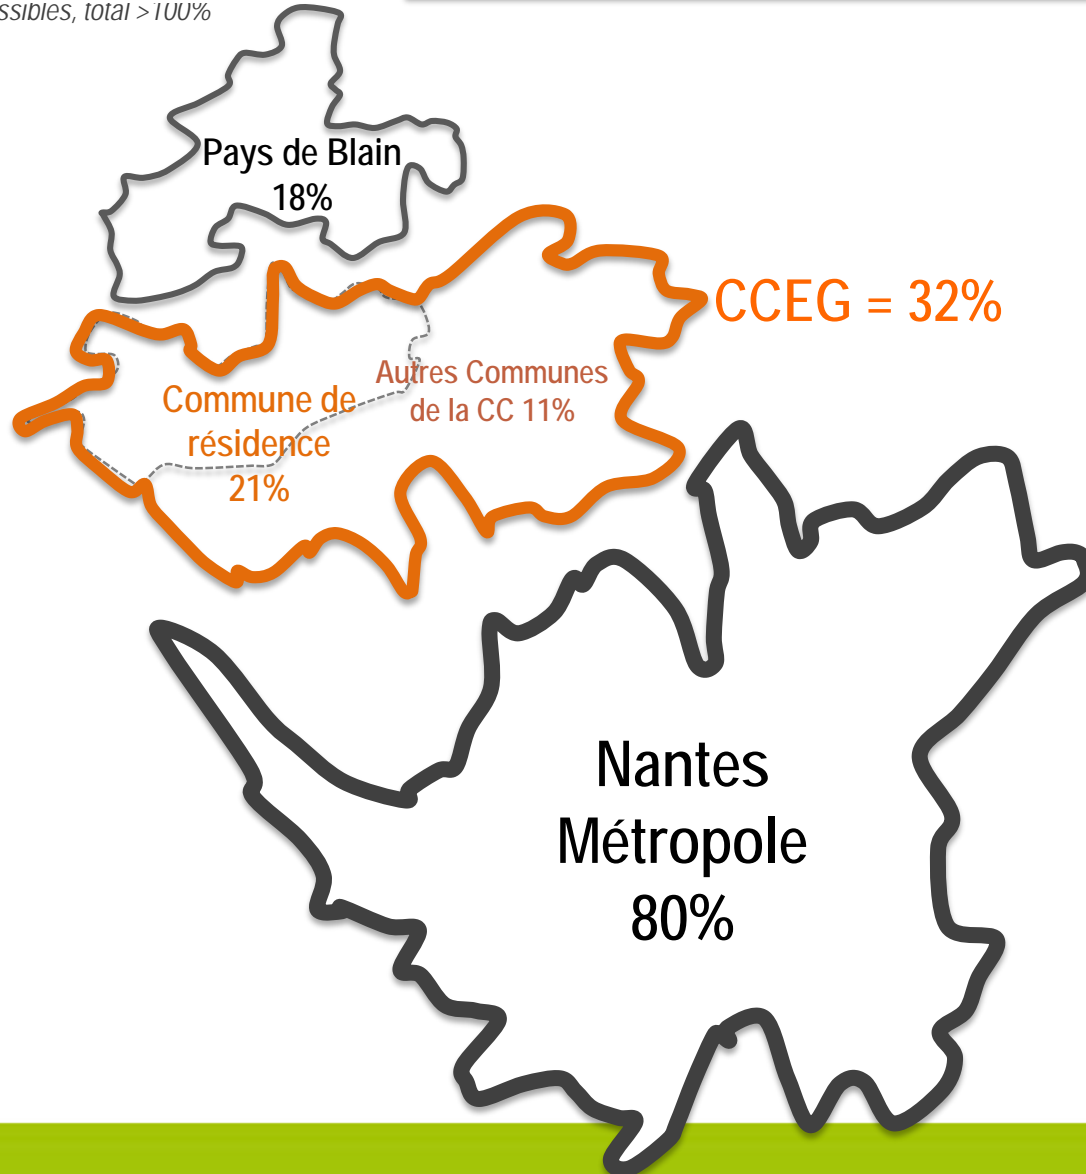 ssibles, total >100%
Pays de Blain
18%
CCEG = 32%
Autres Communes
de la CC 11%
Commune de
résidence
21%
Nantes
Métropole
80%